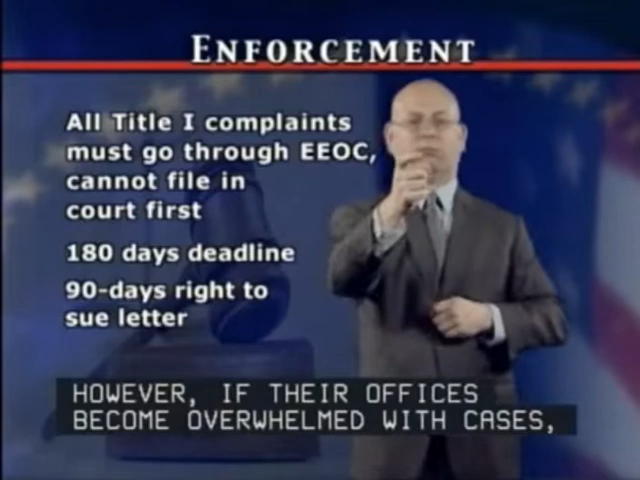 ENFORCEMENT
All Title I complaints
must go through EEOC,
cannot file in
court first
180 days deadline
90-days right to
sue letter
HOWEVER, IF THEIR OFFICES
BECOME OVERWHELMED WITH CASES,